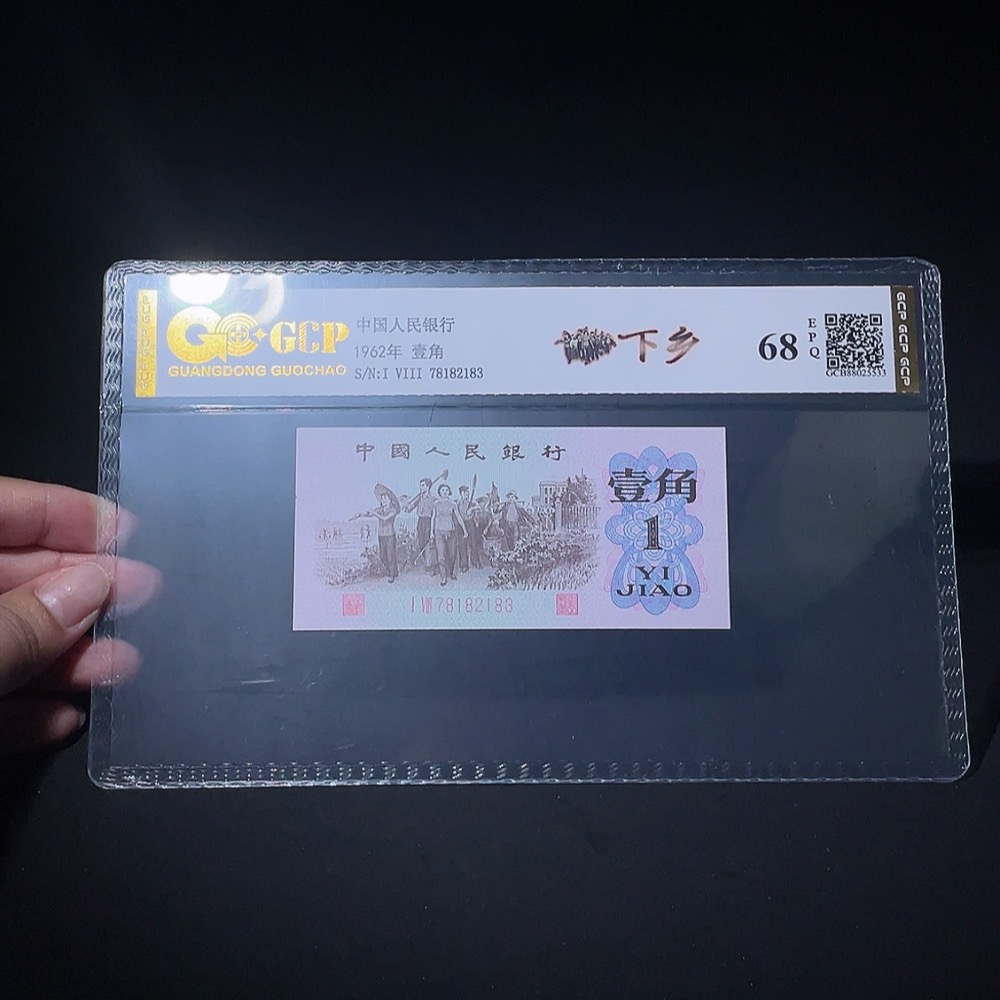 GCP
GUANGDONG GUOCHAO
中国人民银行
1962年 壹角
S/N:I VIII 78182183
下乡
68
EPQ
GCB88025533
GCP GCP GCP
中國人民銀行
壹角
1
YI
JIAO
I VIII 78182183